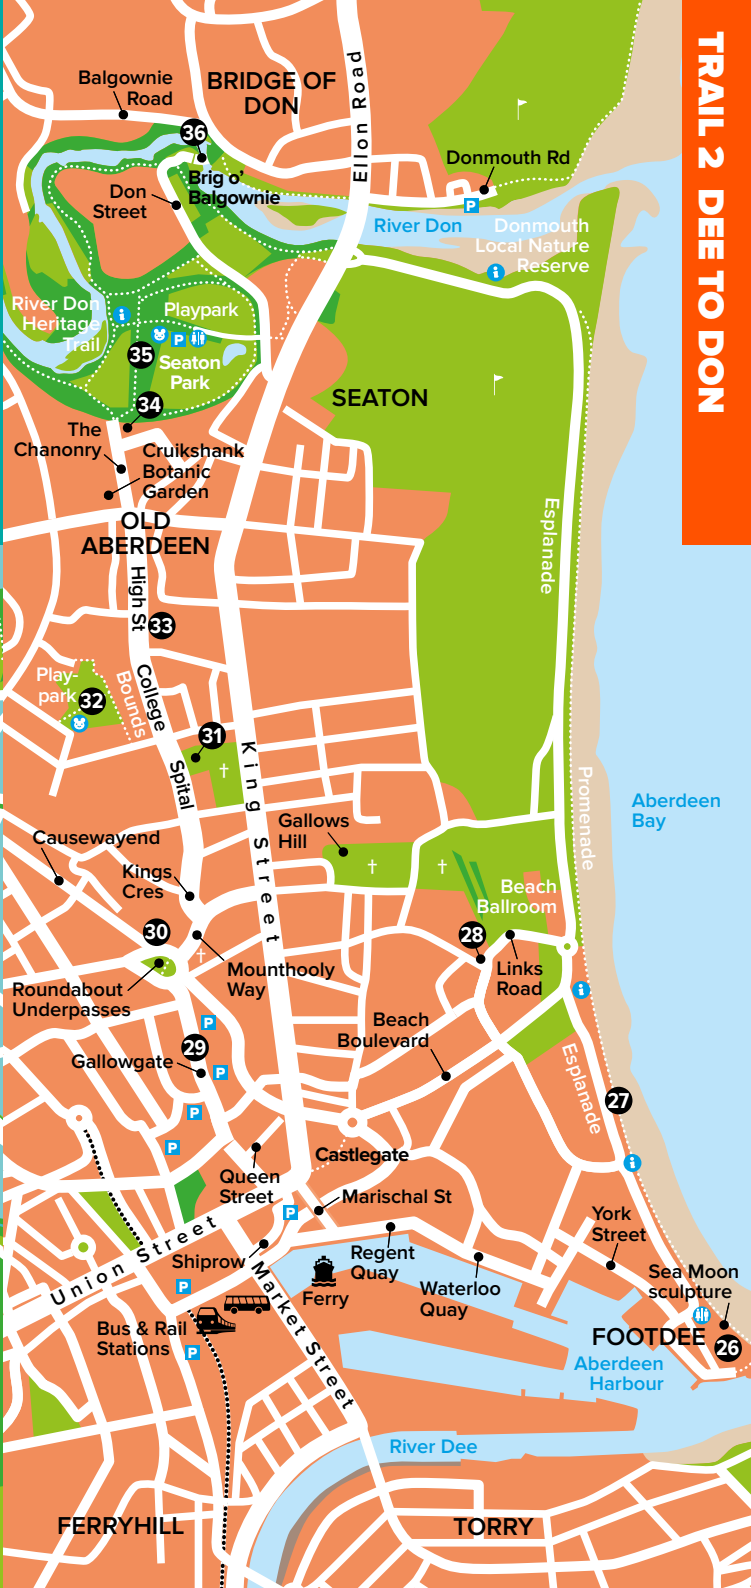 TRAIL 2 DEE TO DON
Balgownie
Road
BRIDGE OF
DON
Ellon Road
36
Brig o'
Balgownie
Don
Street
Donmouth Rd
P
River Don
Donmouth
Local Nature
Reserve
i
River Don
Heritage
Trail
i
Playpark
P
35
Seaton
Park
34
SEATON
The
Chanonry
Cruikshank
Botanic
Garden
OLD
ABERDEEN
Esplanade
High St
33
Play-
park
32
Bounds
College
31
Spital
King Street
Promenade
Aberdeen
Bay
Gallows
Hill
Causewayend
Kings
Cres
Beach
Ballroom
30
28
Mounthooly
Way
Links
Road
Roundabout
Underpasses
i
P
Beach
Boulevard
29
Gallowgate
P
Esplanade
27
P
P
i
Castlegate
Queen
Street
Marischal St
P
York
Street
Union Street
Shiprow
Regent
Quay
Waterloo
Quay
Sea Moon
sculpture
P
Ferry
Market Street
Bus & Rail
Stations
P
FOOTDEE
26
Aberdeen
Harbour
River Dee
FERRYHILL
TORRY